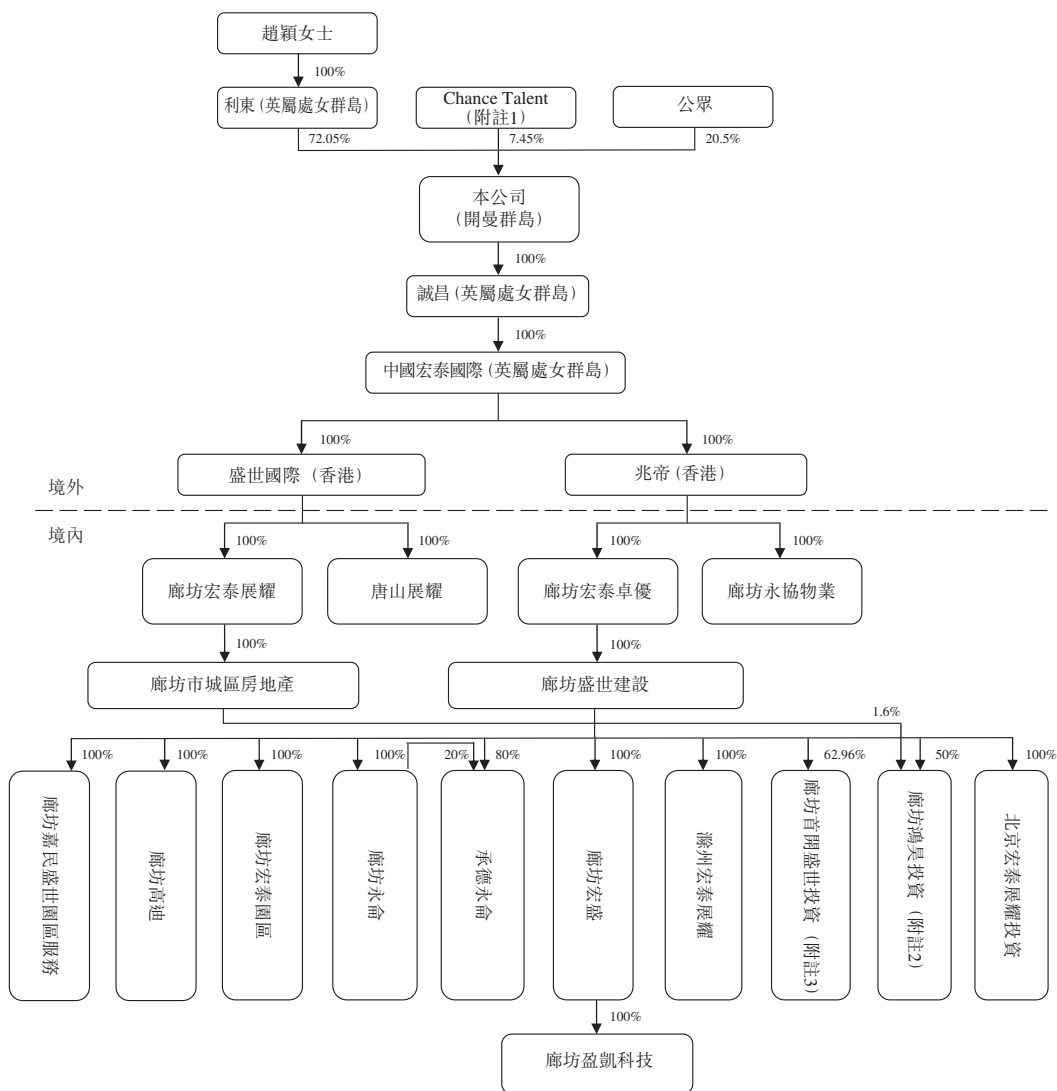 趙穎女士
100%
利東(英屬處女群島)
Chance Talent
(附註1)
公眾
72.05%
7.45%
20.5%
本公司
(開曼群島)
100%
誠昌(英屬處女群島)
100%
中國宏泰國際(英屬處女群島)
100%
100%
盛世國際 (香港)
兆帝(香港)
境外
境內
100%
100%
100%
100%
廊坊宏泰展耀
唐山展耀
廊坊宏泰卓優
廊坊永協物業
100%
100%
廊坊市城區房地產
廊坊盛世建設
1.6%
100%
100%
100%
100%
20%
80%
100%
100%
62.96%
50%
100%
廊坊嘉民盛世園區服務
廊坊高迪
廊坊宏泰園區
廊坊永侖
承德永侖
廊坊宏盛
滁州宏泰展耀
廊坊首開盛世投資(附註3)
廊坊鴻昊投資(附註2)
北京宏泰展耀投資
100%
廊坊盈凱科技